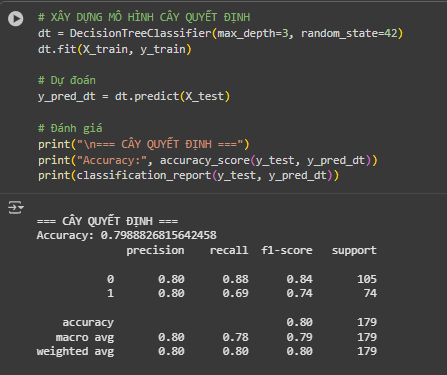 # XÂY DỰNG MÔ HÌNH CÂY QUYẾT ĐỊNH
dt = DecisionTreeClassifier(max_depth=3, random_state=42)
dt.fit(X_train, y_train)

# Dự đoán
y_pred_dt = dt.predict(X_test)

# Đánh giá
print("\n=== CÂY QUYẾT ĐỊNH ===")
print("Accuracy:", accuracy_score(y_test, y_pred_dt))
print(classification_report(y_test, y_pred_dt))

=== CÂY QUYẾT ĐỊNH ===
Accuracy: 0.7988826815642458
              precision    recall  f1-score   support

           0       0.80      0.88      0.84       105
           1       0.80      0.69      0.74        74

    accuracy                           0.80       179
   macro avg       0.80      0.78      0.79       179
weighted avg       0.80      0.80      0.80       179